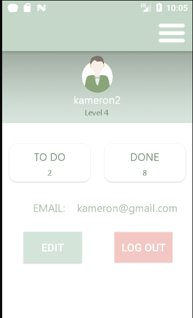 10:05
kameron2
Level 4
TO DO
DONE
2
8
EMAIL: kameron@gmail.com
EDIT
LOG OUT